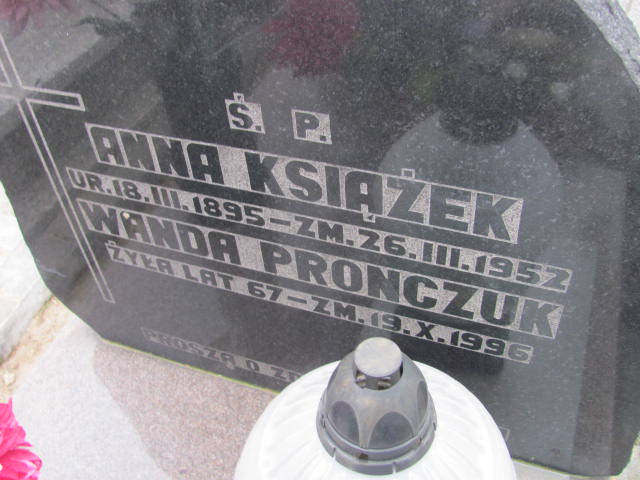 Ś. P.
ANNA KSIĄŻEK
UR. 18. III. 1895 – ZM. 26. III. 1952
WANDA PRONCZUK
ŻYŁA LAT 67 – ZM. 19. X. 1996
PROSZĄ O